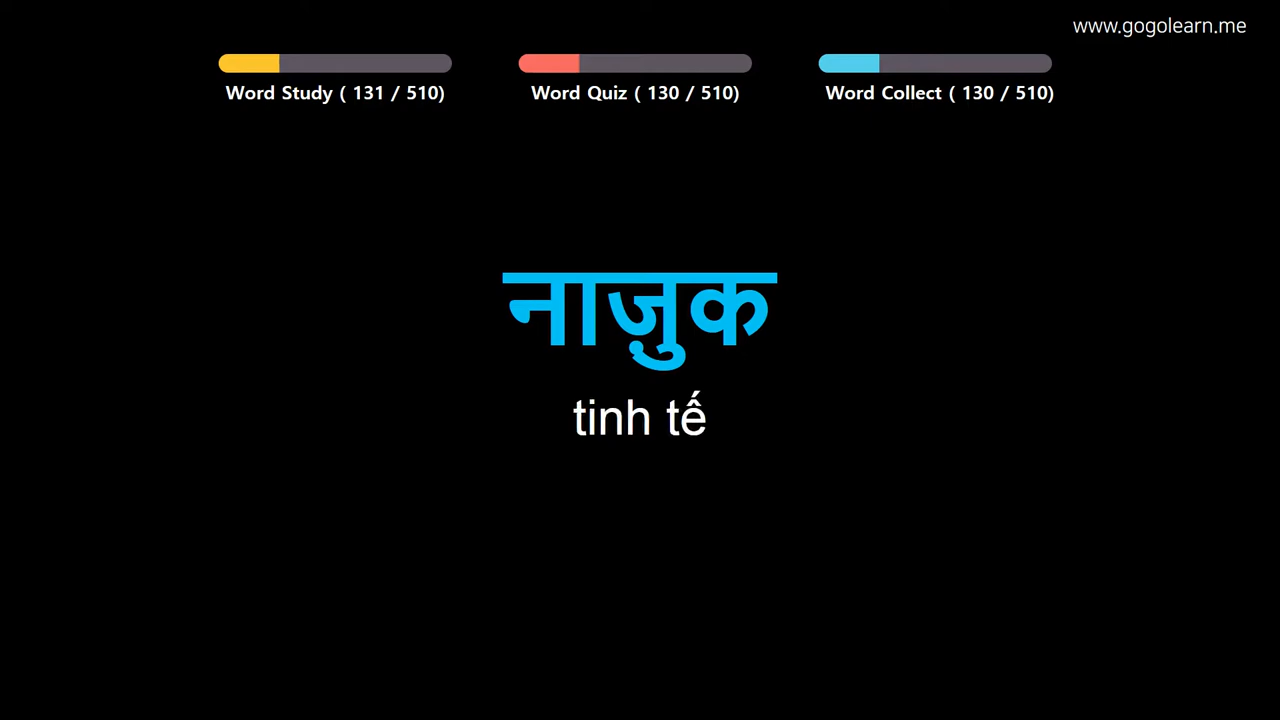 www.gogolearn.me
Word Study ( 131 / 510)
Word Quiz ( 130 / 510)
Word Collect ( 130 / 510)
नाज़ुक
tinh tế